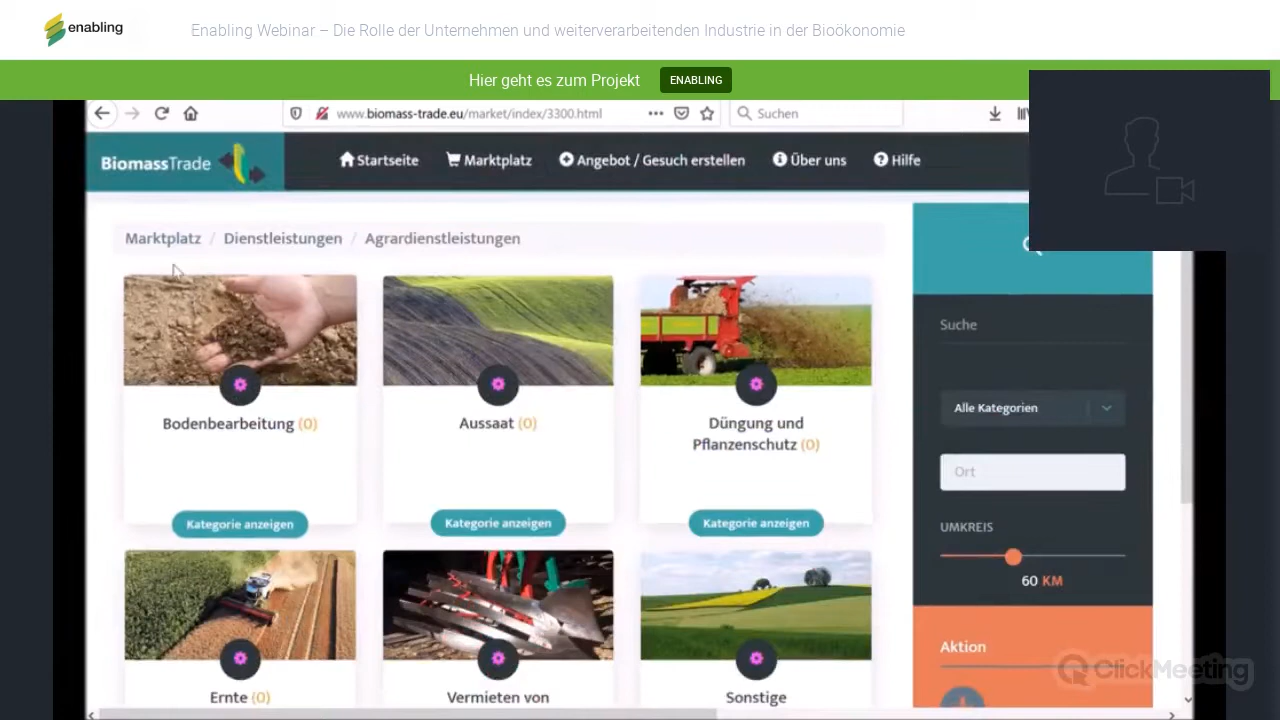 enabling
Enabling Webinar – Die Rolle der Unternehmen und weiterverarbeitenden Industrie in der Bioökonomie
Hier geht es zum Projekt ENABLING
www.biomass-trade.eu/market/index/3300.html
Suchen
BiomassTrade
Startseite Marktplatz Angebot / Gesuch erstellen Über uns Hilfe
Marktplatz / Dienstleistungen / Agrardienstleistungen
Bodenbearbeitung (0)
Kategorie anzeigen
Aussaat (0)
Kategorie anzeigen
Düngung und
Pflanzenschutz (0)
Kategorie anzeigen
Ernte (0)
Vermieten von
Sonstige
Suche
Alle Kategorien
Ort
UMKREIS
60 KM
Aktion
ClickMeeting